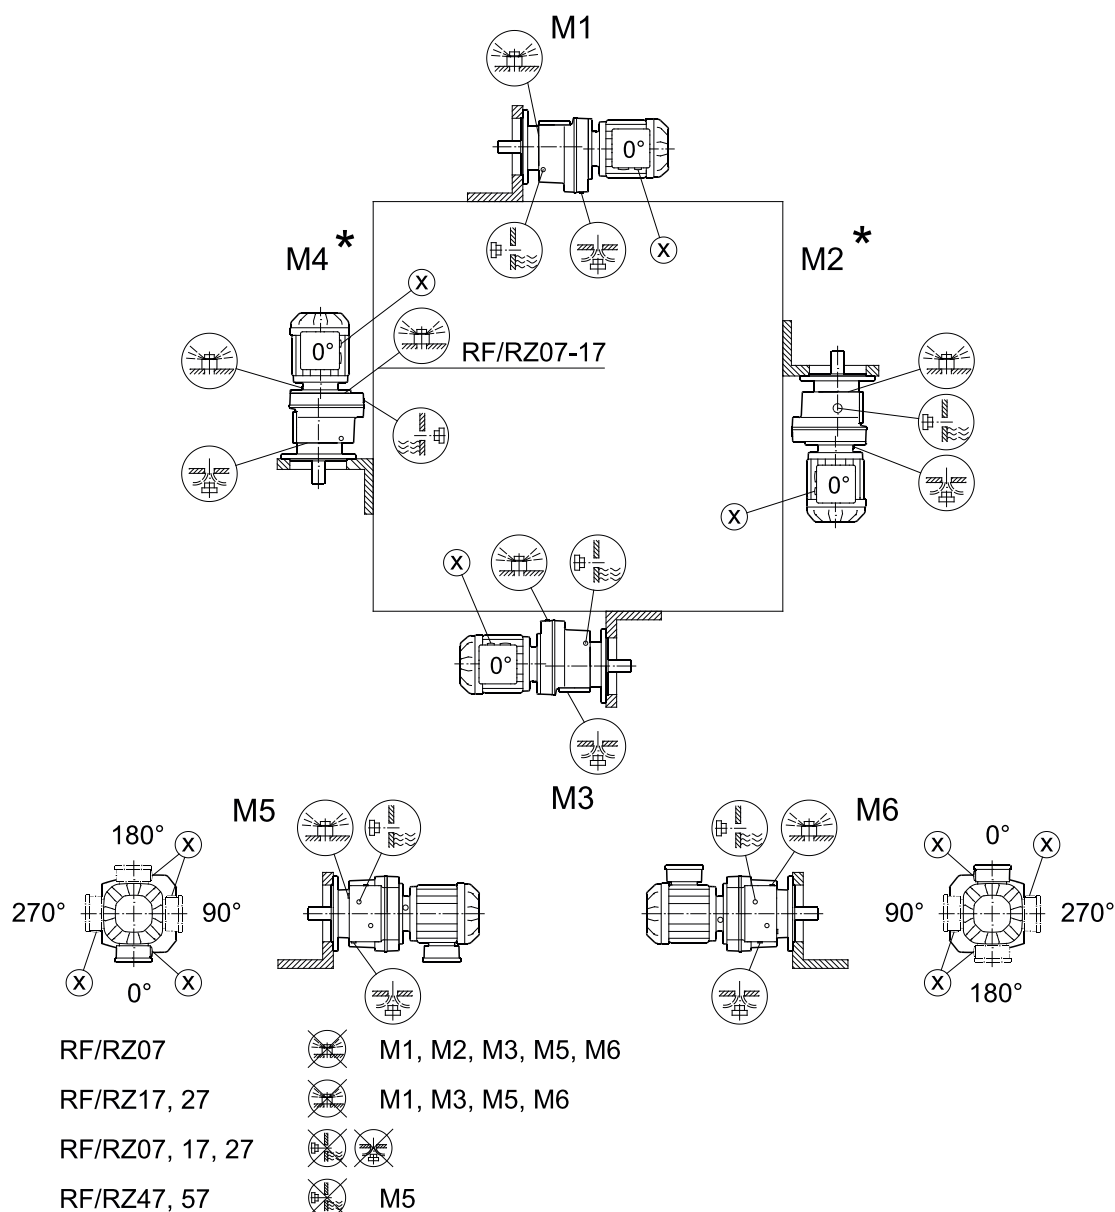 M1
0°
X
M4 *
M2 *
X
0°
RF/RZ07-17
0°
X
X
0°
M3
M5
M6
180°
X
270°
90°
X
0°
X
0°
X
X
90°
270°
X
180°
RF/RZ07 M1, M2, M3, M5, M6
RF/RZ17, 27 M1, M3, M5, M6
RF/RZ07, 17, 27
RF/RZ47, 57 M5